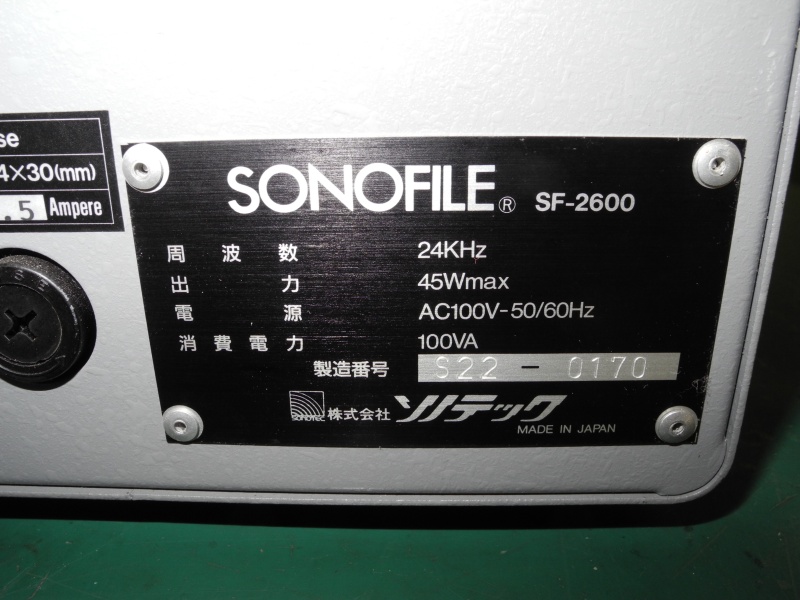 se
4×30(mm)
.5 Ampere
SONOFILE® SF-2600
周波数 24KHz
出力 45Wmax
電源 AC100V-50/60Hz
消費電力 100VA
製造番号 S22 - 0170
SONOTEC 株式会社 ソノテック
MADE IN JAPAN